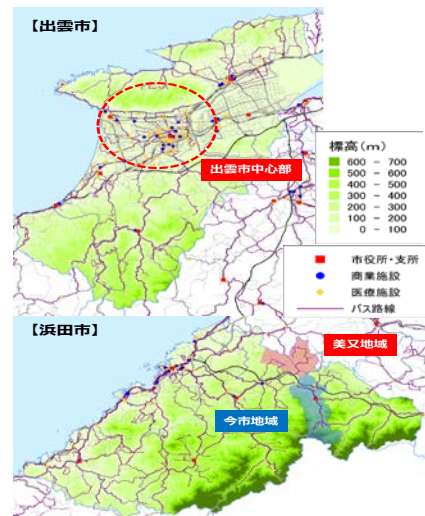 【出雲市】
出雲市中心部
標高(m)
600 - 700
500 - 600
400 - 500
300 - 400
200 - 300
100 - 200
0 - 100
市役所・支所
商業施設
医療施設
バス路線
【浜田市】
美又地域
今市地域